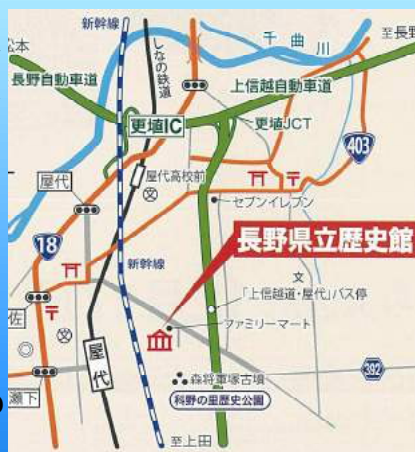 新幹線
しなの鉄道
千曲川
至長野
松本
長野自動車道
上信越自動車道
更埴IC
更埴JCT
403
屋代高校前
屋代
セブンイレブン
長野県立歴史館
18
新幹線
文
「上信越道・屋代」バス停
ファミリーマート
佐
屋代
392
森将軍塚古墳
瀬下
科野の里歴史公園
至上田